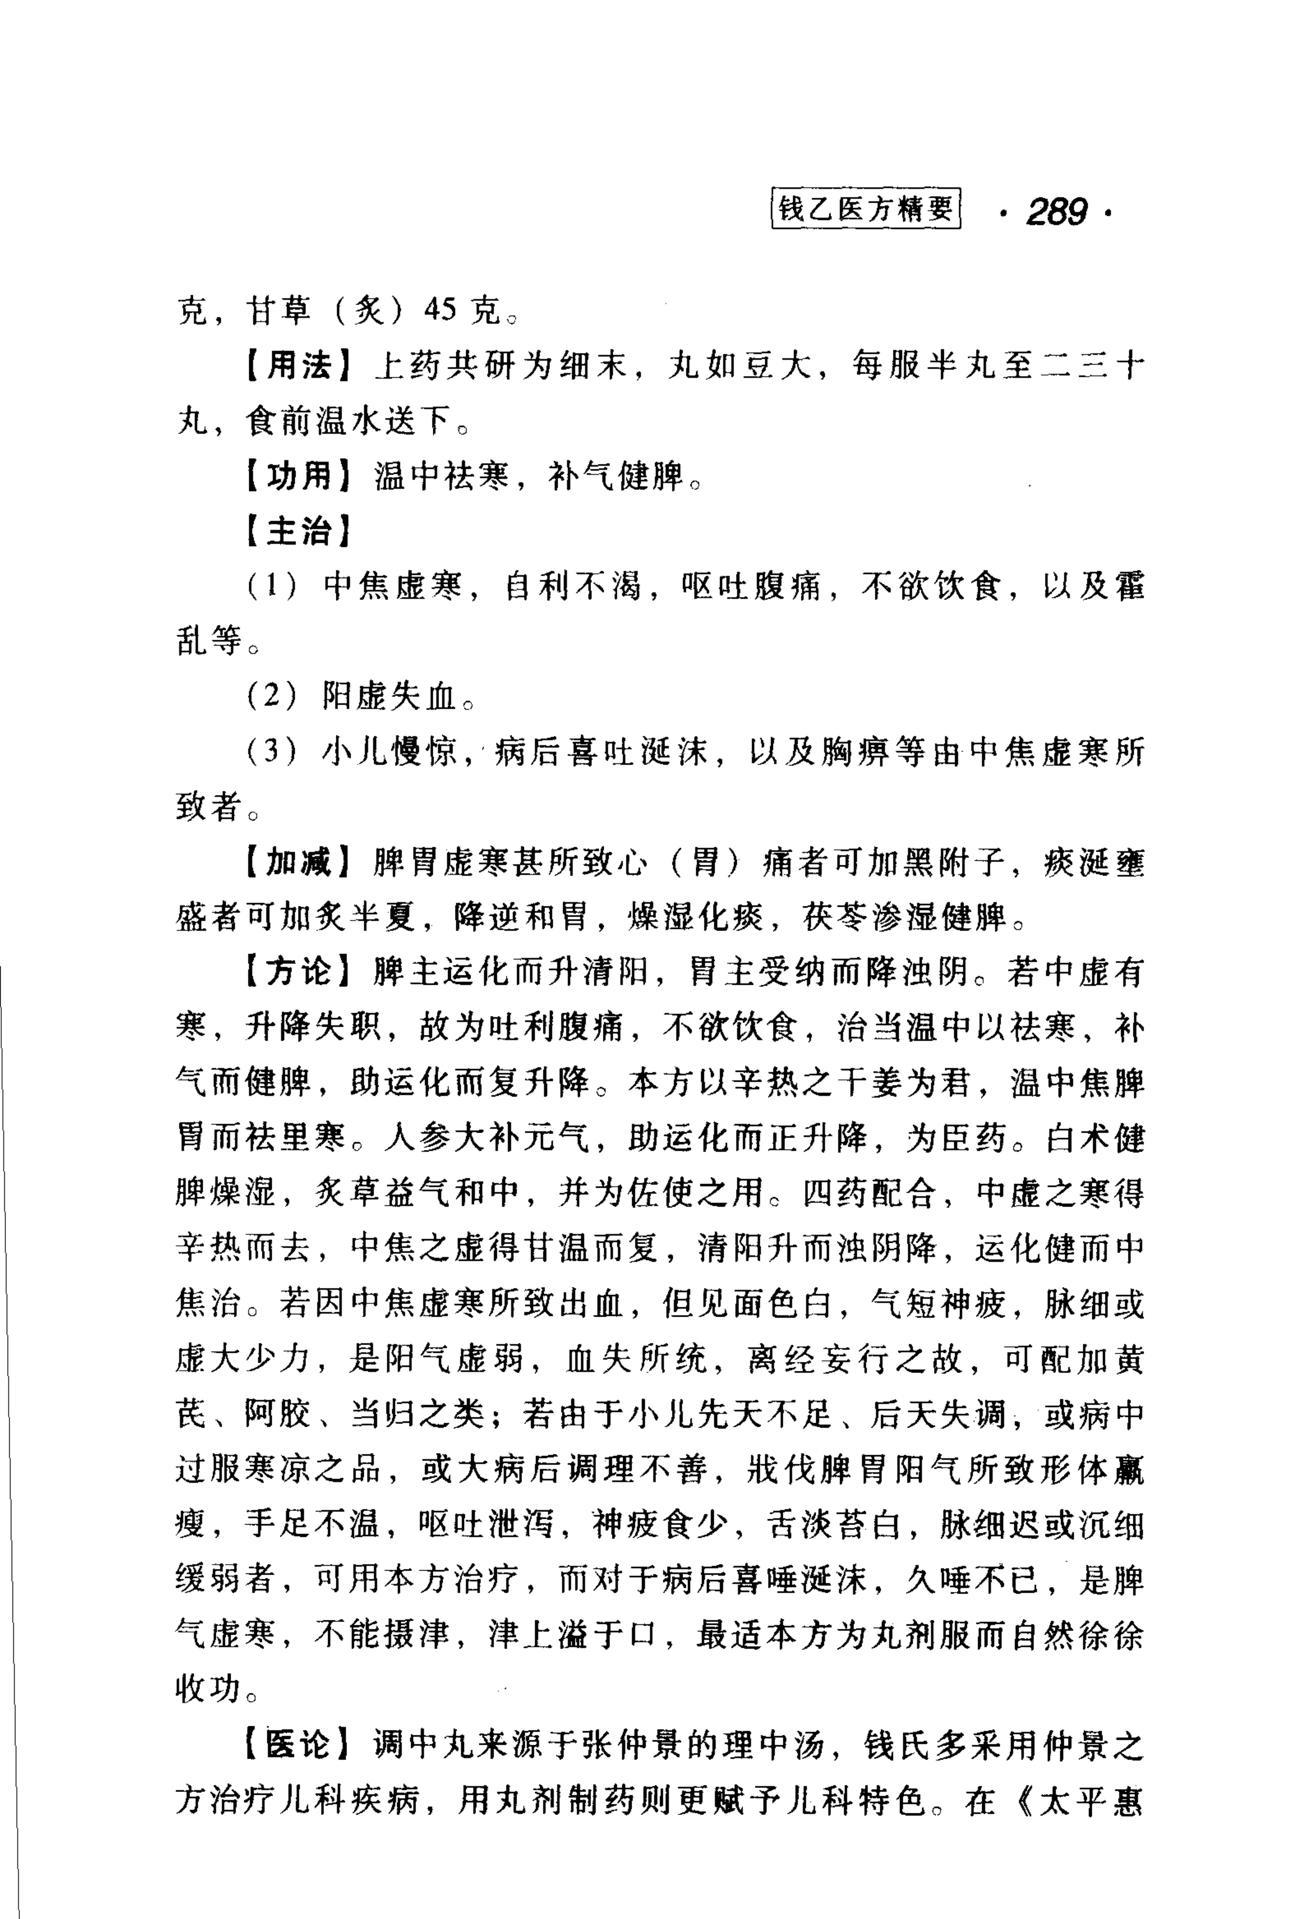 钱乙医方精要 · 289 ·
克，甘草（炙）45 克。
【用法】上药共研为细末，丸如豆大，每服半丸至二三十
丸，食前温水送下。
【功用】温中祛寒，补气健脾。
【主治】
（1）中焦虚寒，自利不渴，呕吐腹痛，不欲饮食，以及霍
乱等。
（2）阳虚失血。
（3）小儿慢惊，病后喜吐涎沫，以及胸痹等由中焦虚寒所
致者。
【加减】脾胃虚寒甚所致心（胃）痛者可加黑附子，痰涎壅
盛者可加炙半夏，降逆和胃，燥湿化痰，茯苓渗湿健脾。
【方论】脾主运化而升清阳，胃主受纳而降浊阴。若中虚有
寒，升降失职，故为吐利腹痛，不欲饮食，治当温中以祛寒，补
气而健脾，助运化而复升降。本方以辛热之干姜为君，温中焦脾
胃而祛里寒。人参大补元气，助运化而正升降，为臣药。白术健
脾燥湿，炙草益气和中，并为佐使之用。四药配合，中虚之寒得
辛热而去，中焦之虚得甘温而复，清阳升而浊阴降，运化健而中
焦治。若因中焦虚寒所致出血，但见面色白，气短神疲，脉细或
虚大少力，是阳气虚弱，血失所统，离经妄行之故，可配加黄
芪、阿胶、当归之类；若由于小儿先天不足、后天失调，或病中
过服寒凉之品，或大病后调理不善，戕伐脾胃阳气所致形体羸
瘦，手足不温，呕吐泄泻，神疲食少，舌淡苔白，脉细迟或沉细
缓弱者，可用本方治疗，而对于病后喜唾涎沫，久唾不已，是脾
气虚寒，不能摄津，津上溢于口，最适本方为丸剂服而自然徐徐
收功。
【医论】调中丸来源于张仲景的理中汤，钱氏多采用仲景之
方治疗儿科疾病，用丸剂制药则更赋予儿科特色。在《太平惠